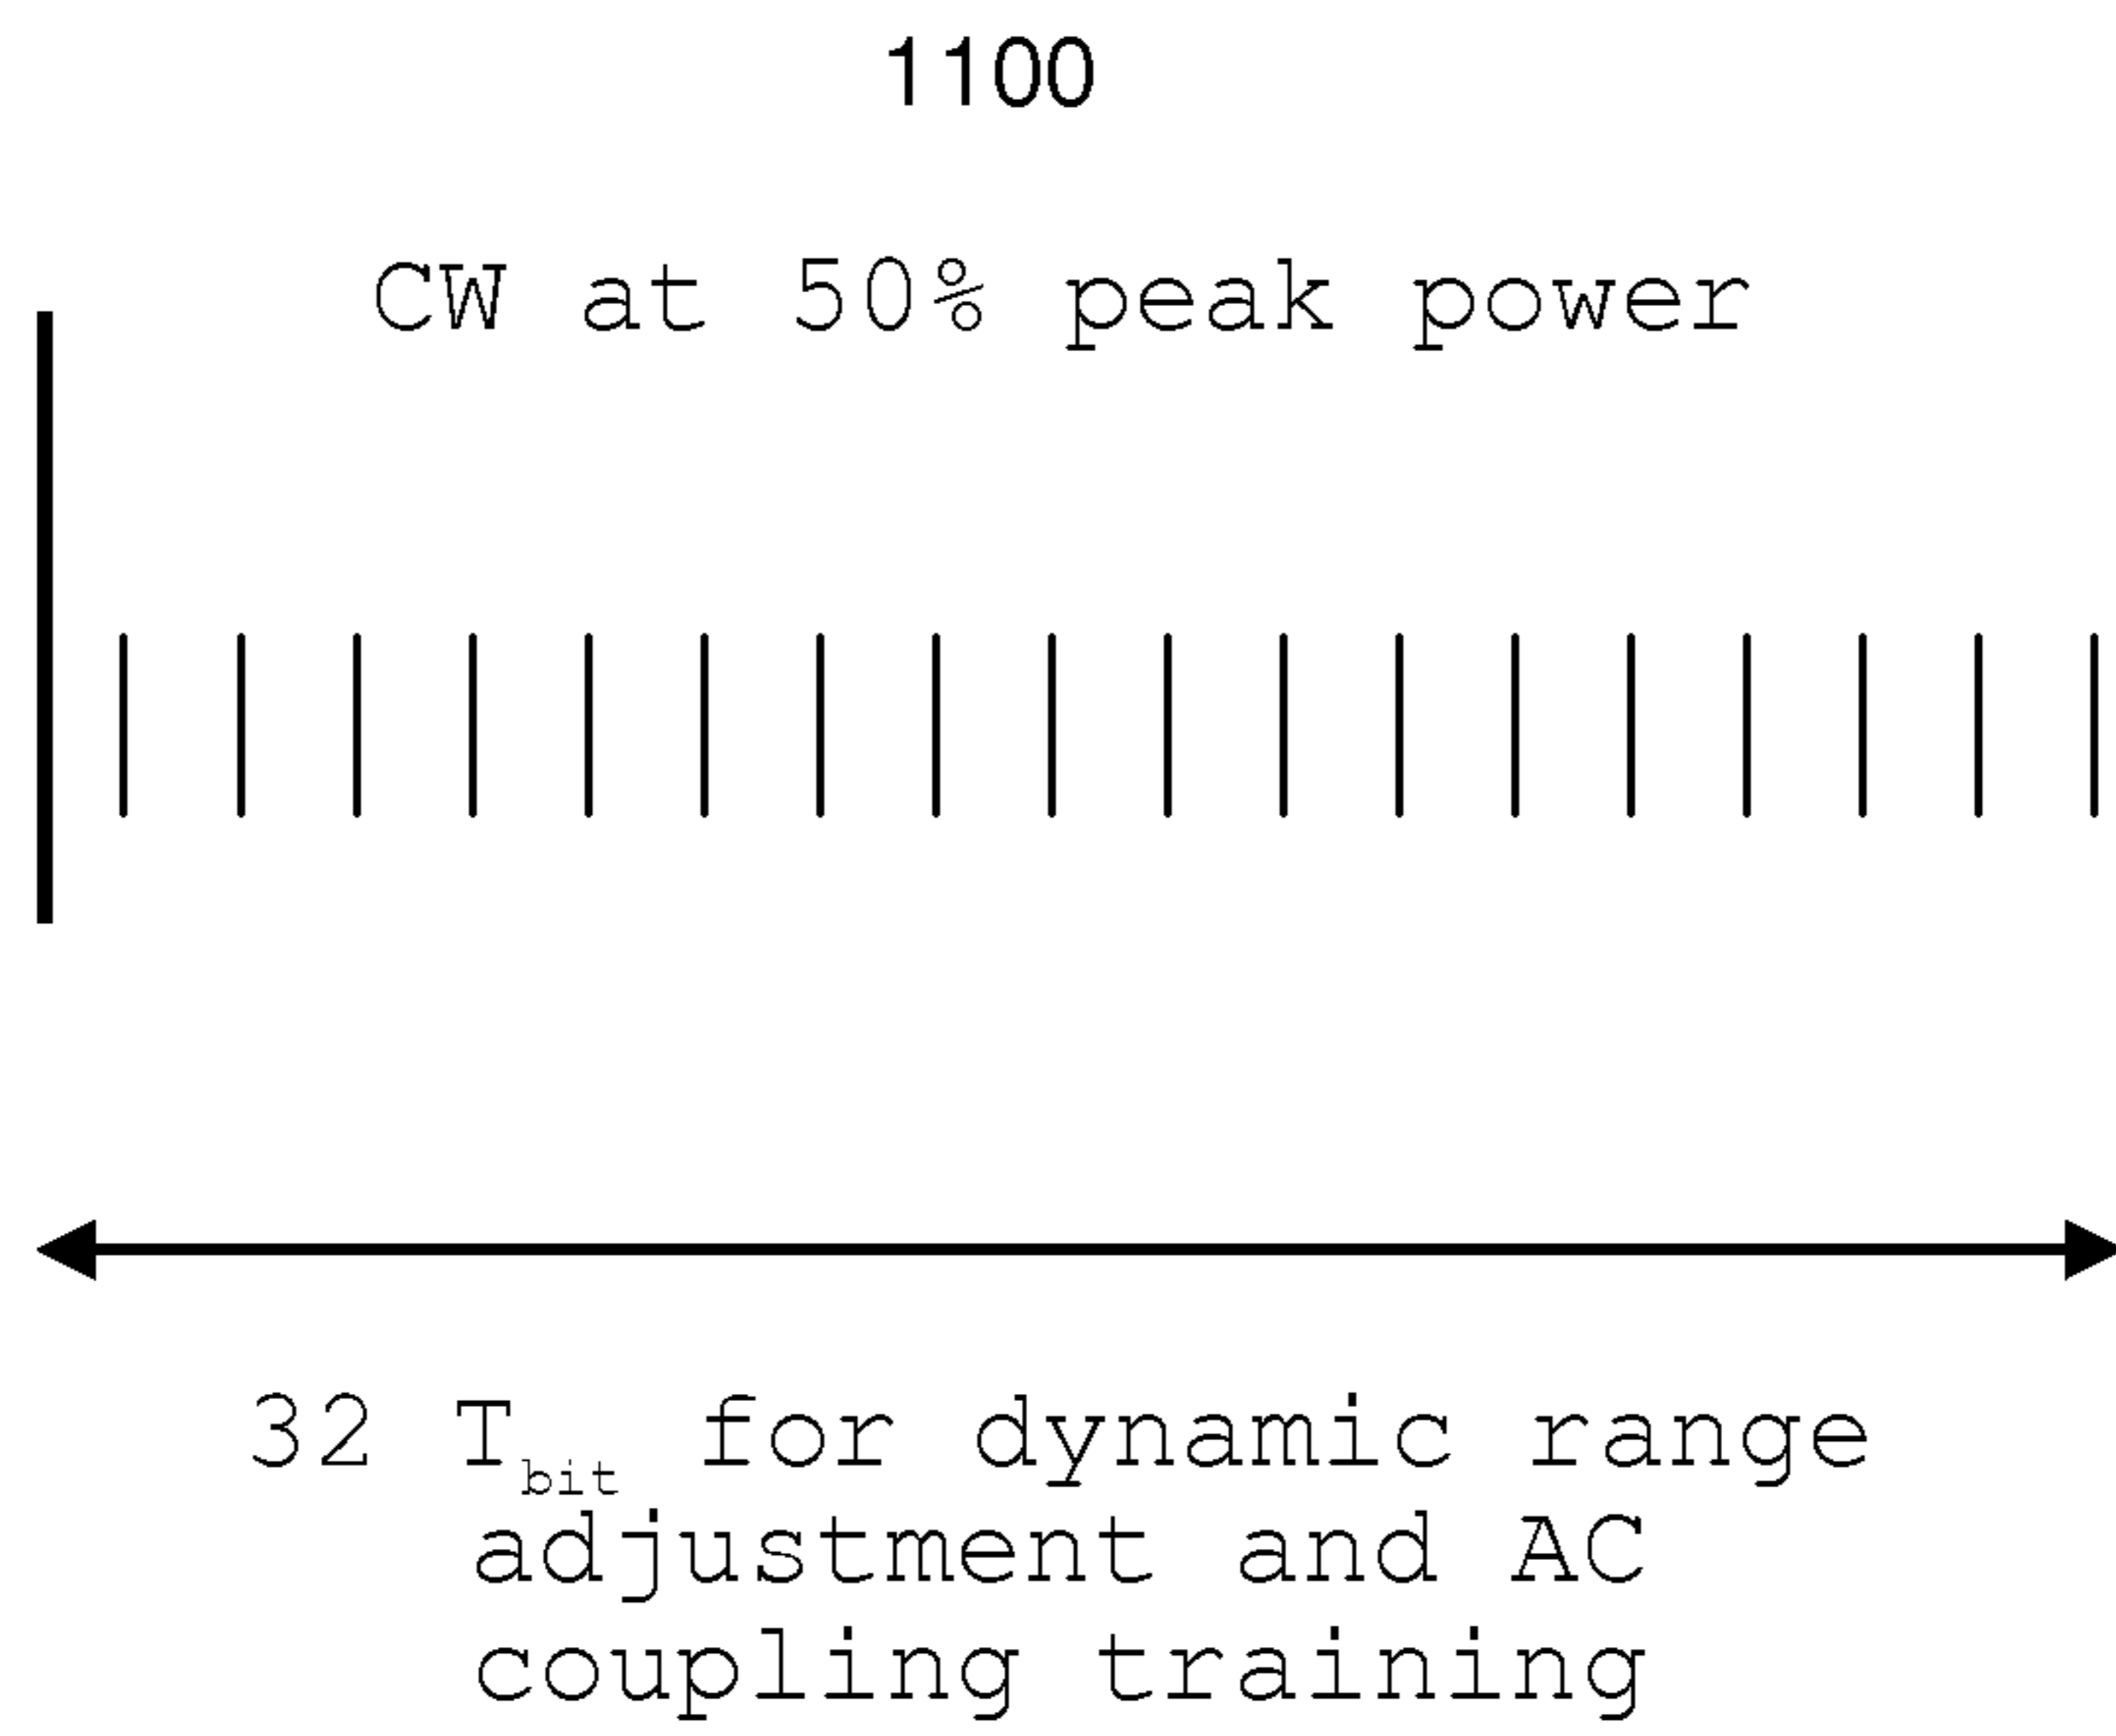 1100
CW at 50% peak power
32 Tbit for dynamic range
adjustment and AC
coupling training